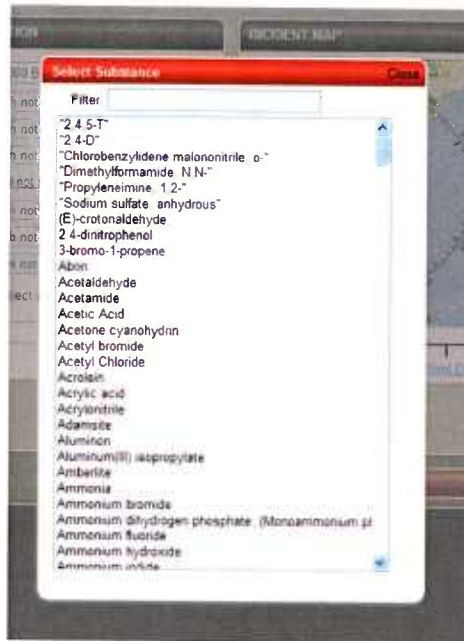 INCIDENT MAP
Select Substance
Close
Filter
"2 4 5-T"
"2 4-D"
"Chlorobenzylidene malononitrile o-"
"Dimethylformamide N N-"
"Propyleneimine 1 2-"
"Sodium sulfate anhydrous"
(E)-crotonaldehyde
2 4-dinitrophenol
3-bromo-1-propene
Abon
Acetaldehyde
Acetamide
Acetic Acid
Acetone cyanohydrin
Acetyl bromide
Acetyl Chloride
Acrolein
Acrylic acid
Acrylonitrile
Adamsite
Aluminon
Aluminum(III) isopropylate
Amberlite
Ammonia
Ammonium bromide
Ammonium dihydrogen phosphate (Monoammonium pl
Ammonium fluoride
Ammonium hydroxide
Ammonium iodide